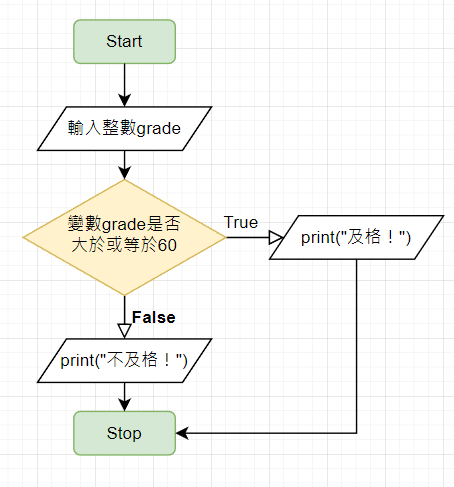 Start
輸入整數grade
變數grade是否
大於或等於60
True
print("及格！")
False
print("不及格！")
Stop